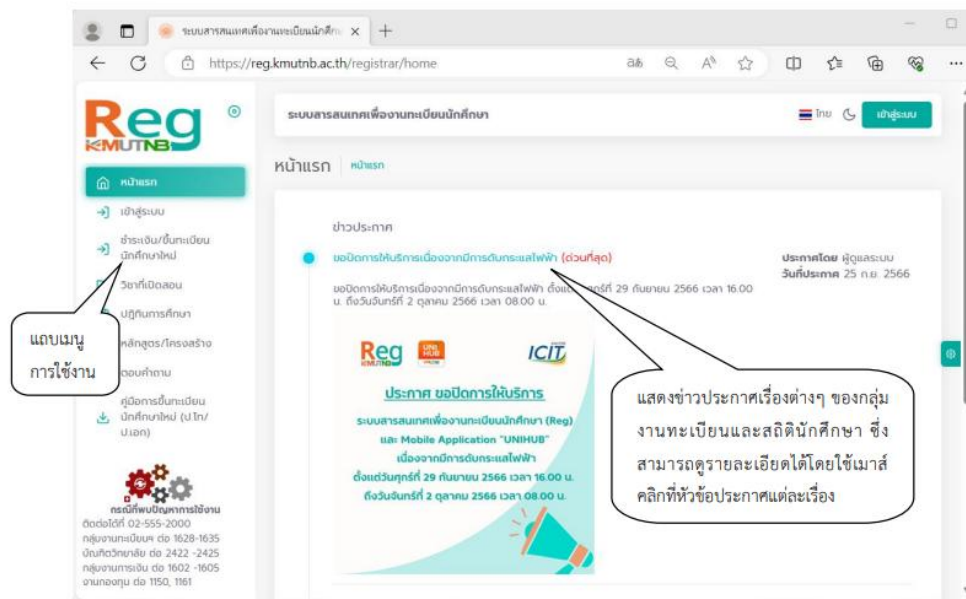 ระบบสารสนเทศเพื่องานทะเบียนนักศึกษ
https://reg.kmutnb.ac.th/registrar/home
Reg
KMUTNB
ระบบสารสนเทศเพื่องานทะเบียนนักศึกษา
ไทย
เข้าสู่ระบบ
หน้าแรก
หน้าแรก
หน้าแรก
เข้าสู่ระบบ
ชำระเงิน/ขึ้นทะเบียน
นักศึกษาใหม่
วิชาที่เปิดสอน
ปฏิทินการศึกษา
หลักสูตร/โครงสร้าง
ตอบคำถาม
คู่มือการขึ้นทะเบียน
นักศึกษาใหม่ (ป.โท/
ป.เอก)
แถบเมนู
การใช้งาน
กรณีที่พบปัญหาการใช้งาน
ติดต่อได้ที่ 02-555-2000
กลุ่มงานทะเบียนฯ ต่อ 1628-1635
บัณฑิตวิทยาลัย ต่อ 2422 -2425
กลุ่มงานการเงิน ต่อ 1602 -1605
งานกองทุน ต่อ 1150, 1161
ข่าวประกาศ
ขอปิดการให้บริการเนื่องจากมีการดับกระแสไฟฟ้า (ด่วนที่สุด)
ประกาศโดย ผู้ดูแลระบบ
วันที่ประกาศ 25 ก.ย. 2566
ขอปิดการให้บริการเนื่องจากมีการดับกระแสไฟฟ้า ตั้งแต่ ที่ 29 กันยายน 2566 เวลา 16.00
น. ถึงวันจันทร์ที่ 2 ตุลาคม 2566 เวลา 08.00 น.
Reg
KMUTNB
UNI
HUB
ICIT
ประกาศ ขอปิดการให้บริการ
ระบบสารสนเทศเพื่องานทะเบียนนักศึกษา (Reg)
และ Mobile Application "UNIHUB"
เนื่องจากมีการดับกระแสไฟฟ้า
ตั้งแต่วันศุกร์ที่ 29 กันยายน 2566 เวลา 16.00 น.
ถึงวันจันทร์ที่ 2 ตุลาคม 2566 เวลา 08.00 น.
แสดงข่าวประกาศเรื่องต่างๆ ของกลุ่ม
งานทะเบียนและสถิตินักศึกษา ซึ่ง
สามารถดูรายละเอียดได้โดยใช้เมาส์
คลิกที่หัวข้อประกาศแต่ละเรื่อง